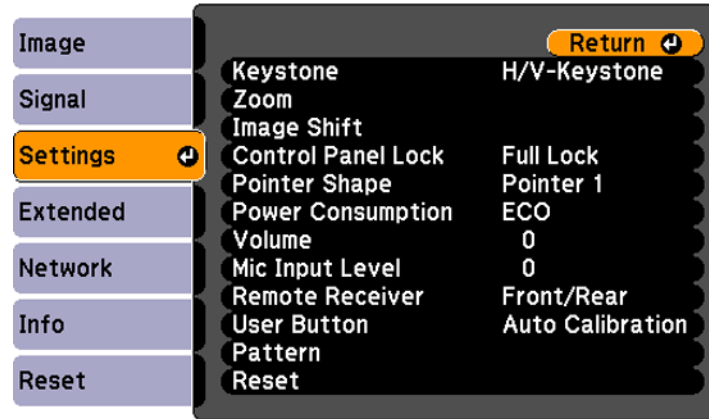 Image
Signal
Settings
Extended
Network
Info
Reset
Return
Keystone H/V-Keystone
Zoom
Image Shift
Control Panel Lock Full Lock
Pointer Shape Pointer 1
Power Consumption ECO
Volume 0
Mic Input Level 0
Remote Receiver Front/Rear
User Button Auto Calibration
Pattern
Reset